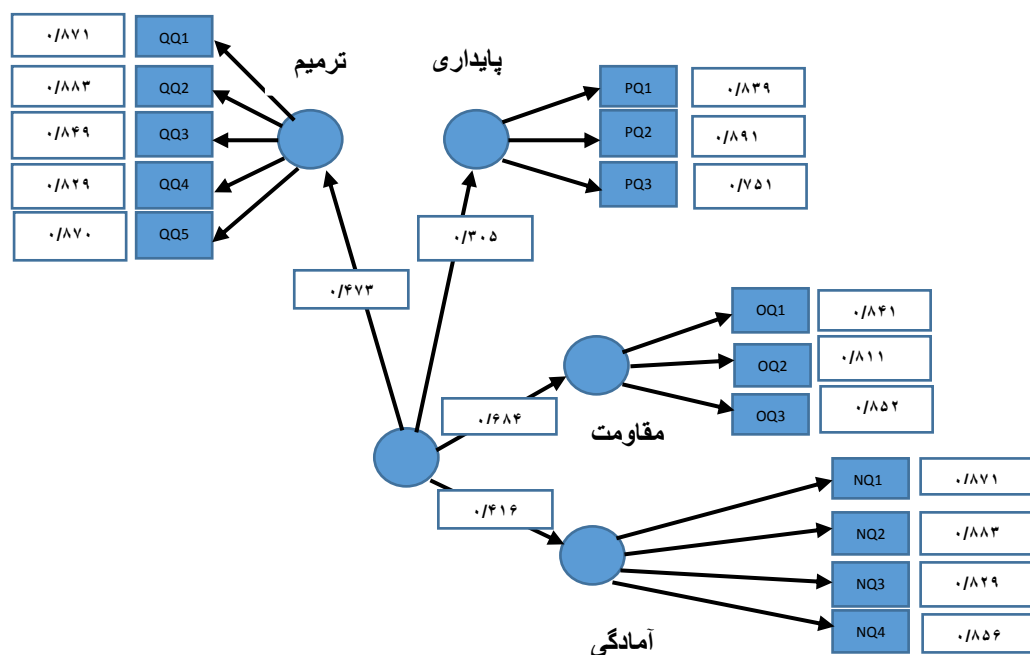 ترمیم
۰/۸۷۱ QQ1
۰/۸۸۳ QQ2
۰/۸۴۹ QQ3
۰/۸۲۹ QQ4
۰/۸۷۰ QQ5
۰/۴۷۳
پایداری
PQ1 ۰/۸۳۹
PQ2 ۰/۸۹۱
PQ3 ۰/۷۵۱
۰/۳۰۵
OQ1 ۰/۸۴۱
OQ2 ۰/۸۱۱
OQ3 ۰/۸۵۲
۰/۶۸۴
مقاومت
۰/۴۱۶
NQ1 ۰/۸۷۱
NQ2 ۰/۸۸۳
NQ3 ۰/۸۲۹
NQ4 ۰/۸۵۶
آمادگی